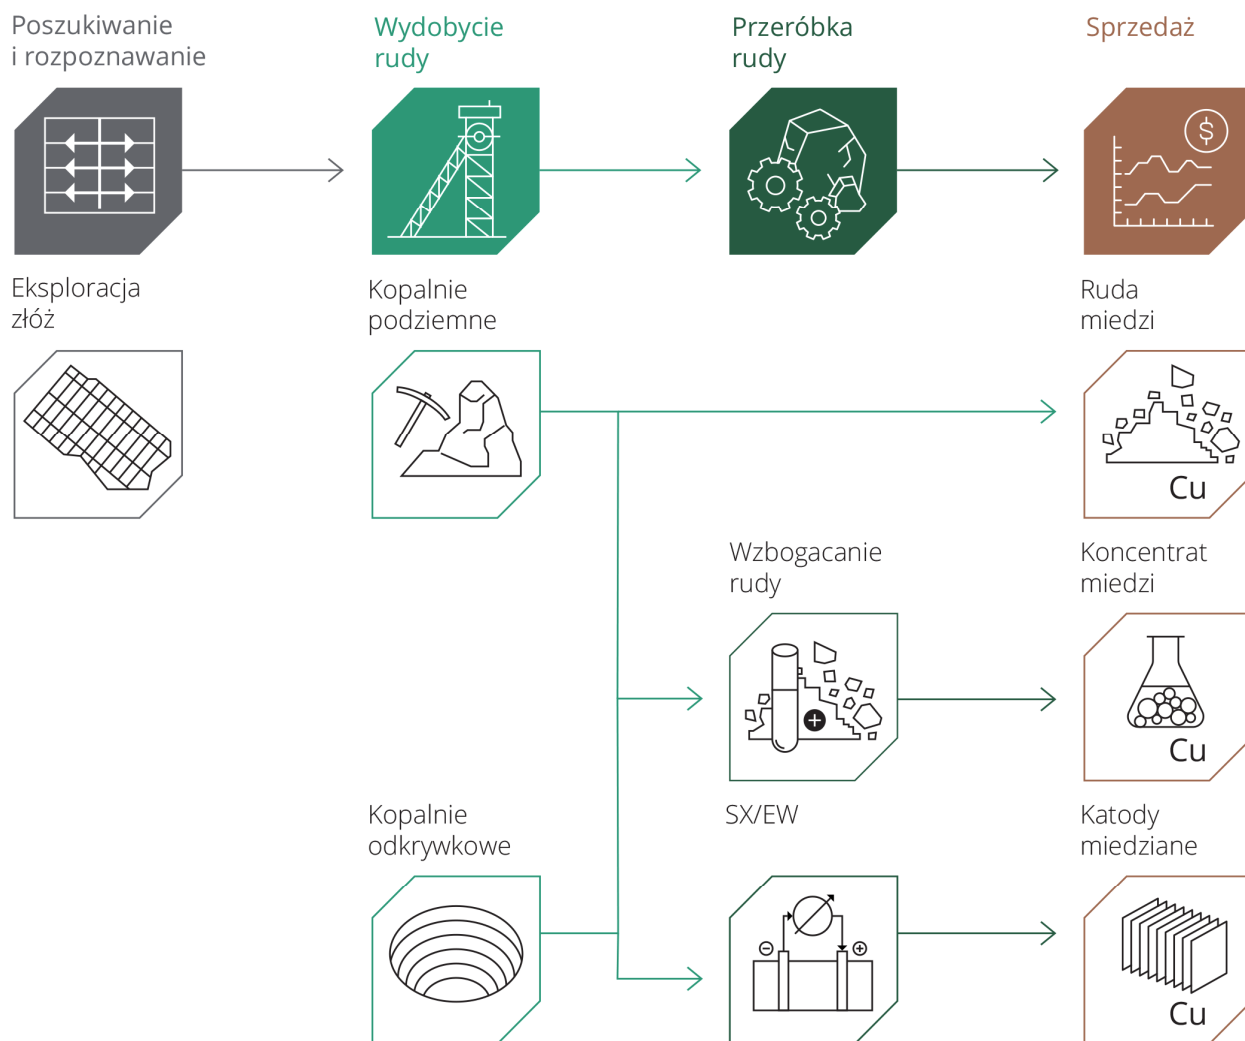 Poszukiwanie
i rozpoznawanie
Wydobycie
rudy
Przeróbka
rudy
Sprzedaż
$
Eksploracja
złóż
Kopalnie
podziemne
Ruda
miedzi
Cu
Wzbogacanie
rudy
Koncentrat
miedzi
Cu
Kopalnie
odkrywkowe
SX/EW
Katody
miedziane
Cu